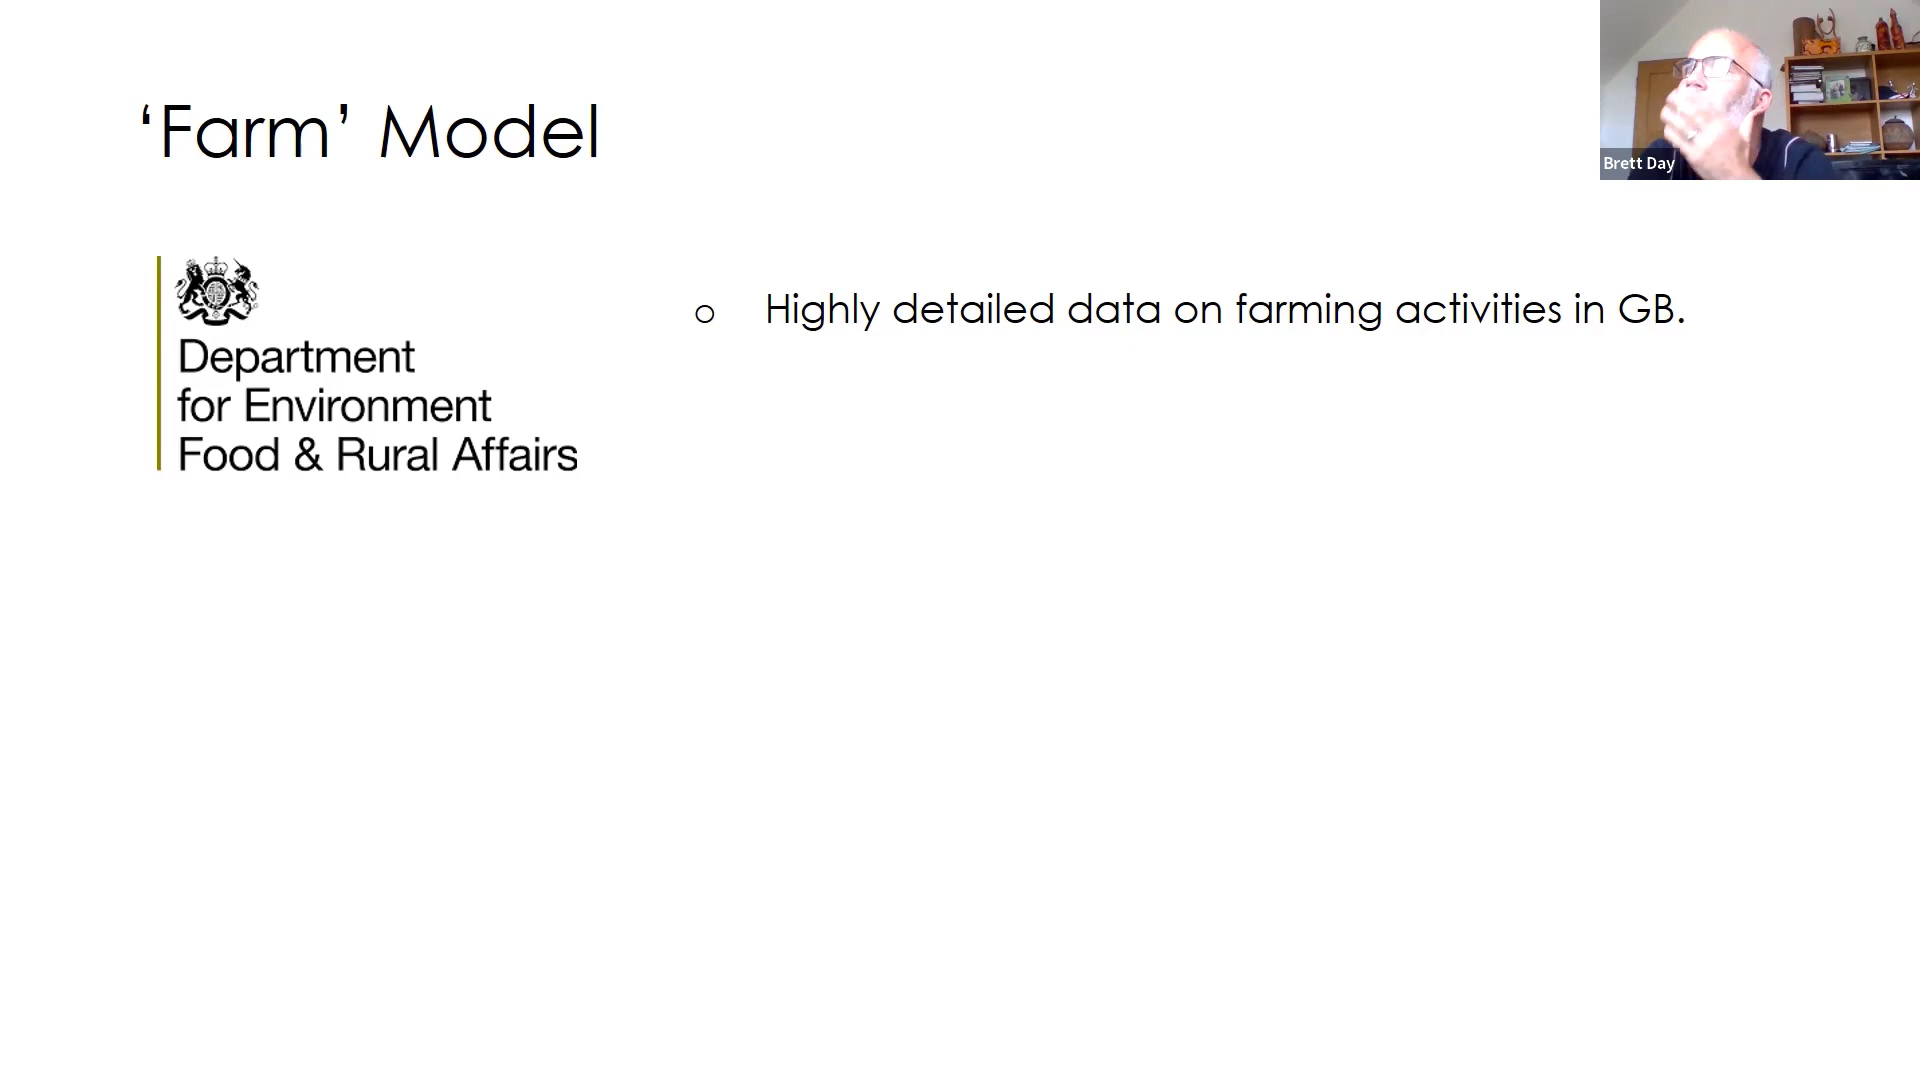 ‘Farm’ Model
Brett Day
Department
for Environment
Food & Rural Affairs
o Highly detailed data on farming activities in GB.